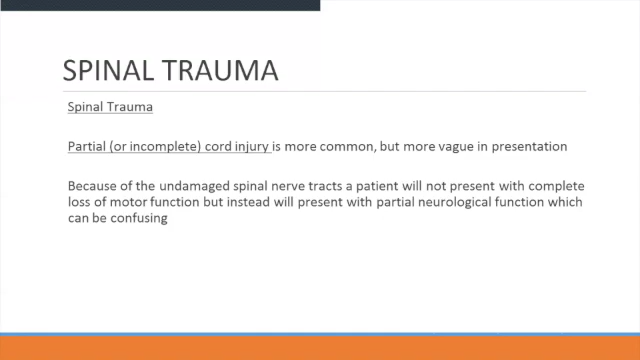 SPINAL TRAUMA
Spinal Trauma
Partial (or incomplete) cord injury is more common, but more vague in presentation
Because of the undamaged spinal nerve tracts a patient will not present with complete
loss of motor function but instead will present with partial neurological function which
can be confusing